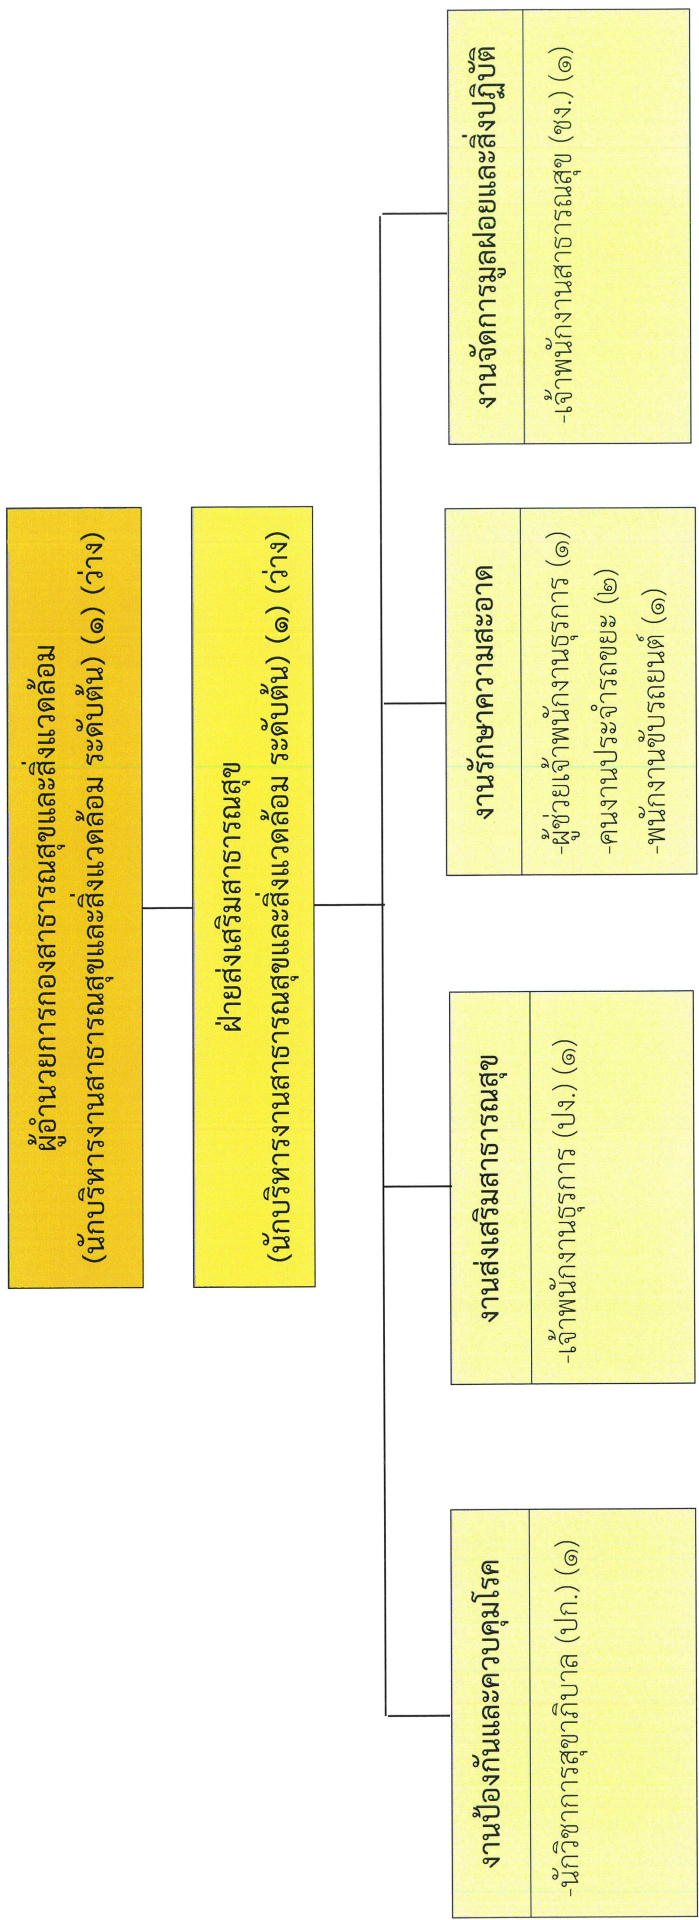 ผู้อำนวยการกองสาธารณสุขและสิ่งแวดล้อม
(นักบริหารงานสาธารณสุขและสิ่งแวดล้อม ระดับต้น) (๑) (ว่าง)
ฝ่ายส่งเสริมสาธารณสุข
(นักบริหารงานสาธารณสุขและสิ่งแวดล้อม ระดับต้น) (๑) (ว่าง)
งานป้องกันและควบคุมโรค
-นักวิชาการสุขาภิบาล (ปก.) (๑)
งานส่งเสริมสาธารณสุข
-เจ้าพนักงานธุรการ (ปง.) (๑)
งานรักษาความสะอาด
-ผู้ช่วยเจ้าพนักงานธุรการ (๑)
-คนงานประจำรถขยะ (๒)
-พนักงานขับรถยนต์ (๑)
งานจัดการมูลฝอยและสิ่งปฏิบัติ
-เจ้าพนักงานสาธารณสุข (ชง.) (๑)